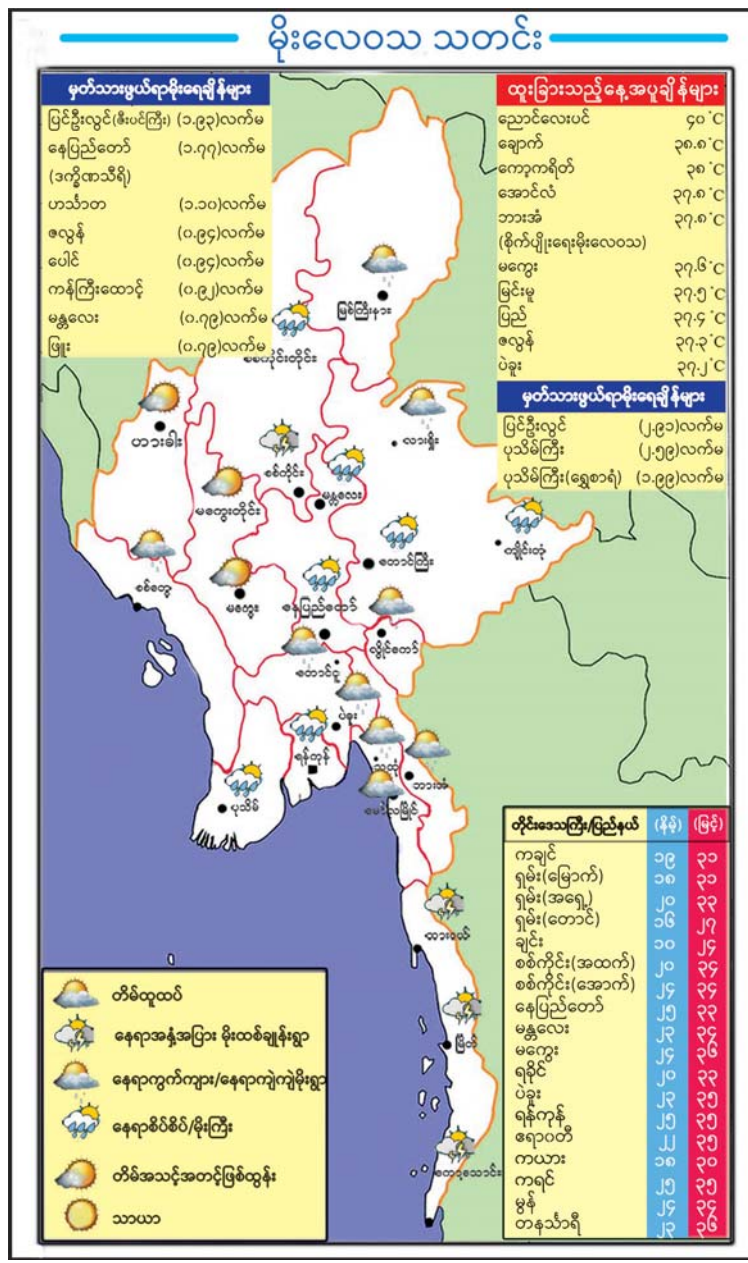 မိုးလေဝသ သတင်း
မှတ်သားဖွယ်ရာမိုးရေချိန်များ
ပြင်ဦးလွင်(ဇီးပင်ကြီး) (၁.၉၃)လက်မ
နေပြည်တော် (၁.၇၇)လက်မ
(ဒက္ခိဏသီရိ)
ဟင်္သာတ (၁.၁၀)လက်မ
ဇလွန် (၀.၉၄)လက်မ
ပေါင် (၀.၉၄)လက်မ
ကန်ကြီးထောင့် (၀.၉၂)လက်မ
မန္တလေး (၀.၇၉)လက်မ
ဖြူး (၀.၇၉)လက်မ
ထူးခြားသည့်နေ့အပူချိန်များ
ညောင်လေးပင် ၄၀ °C
ချောက် ၃၈.၈ °C
ကော့ကရိတ် ၃၈ °C
အောင်လံ ၃၇.၈ °C
ဘားအံ ၃၇.၈ °C
(စိုက်ပျိုးရေးမိုးလေဝသ)
မကွေး ၃၇.၆ °C
မြင်းမူ ၃၇.၅ °C
ပြည် ၃၇.၄ °C
ဇလွန် ၃၇.၃ °C
ပဲခူး ၃၇.၂ °C
မှတ်သားဖွယ်ရာမိုးရေချိန်များ
ပြင်ဦးလွင် (၂.၉၁)လက်မ
ပုသိမ်ကြီး (၂.၅၉)လက်မ
ပုသိမ်ကြီး(ရွှေစာရံ) (၁.၉၉)လက်မ
မြစ်ကြီးနား
စစ်ကိုင်းတိုင်း
ဟားခါး
လားရှိုး
စစ်ကိုင်း
မန္တလေး
မကွေးတိုင်း
ကျိုင်းတုံ
တောင်ကြီး
စစ်တွေ
မကွေး
နေပြည်တော်
လွိုင်ကော်
တောင်ငူ
ပဲခူး
ရန်ကုန်
သထုံ
ဘားအံ
မော်လမြိုင်
ပုသိမ်
ထားဝယ်
မြိတ်
ကော့သောင်း
တိမ်ထူထပ်
နေရာအနှံ့အပြား မိုးထစ်ချုန်းရွာ
နေရာကွက်ကျား/နေရာကျဲကျဲမိုးရွာ
နေရာစိပ်စိပ်/မိုးကြီး
တိမ်အသင့်အတင့်ဖြစ်ထွန်း
သာယာ
တိုင်းဒေသကြီး/ပြည်နယ် (နိမ့်) (မြင့်)
ကချင် ၁၉ ၃၁
ရှမ်း(မြောက်) ၁၈ ၃၁
ရှမ်း(အရှေ့) ၂၀ ၃၃
ရှမ်း(တောင်) ၁၆ ၂၇
ချင်း ၁၀ ၂၄
စစ်ကိုင်း(အထက်) ၂၀ ၃၄
စစ်ကိုင်း(အောက်) ၂၄ ၃၄
နေပြည်တော် ၂၅ ၃၃
မန္တလေး ၂၃ ၃၄
မကွေး ၂၄ ၃၆
ရခိုင် ၂၀ ၃၃
ပဲခူး ၂၃ ၃၅
ရန်ကုန် ၂၅ ၃၅
ဧရာဝတီ ၂၂ ၃၅
ကယား ၁၈ ၃၀
ကရင် ၂၅ ၃၅
မွန် ၂၄ ၃၄
တနင်္သာရီ ၂၃ ၃၆